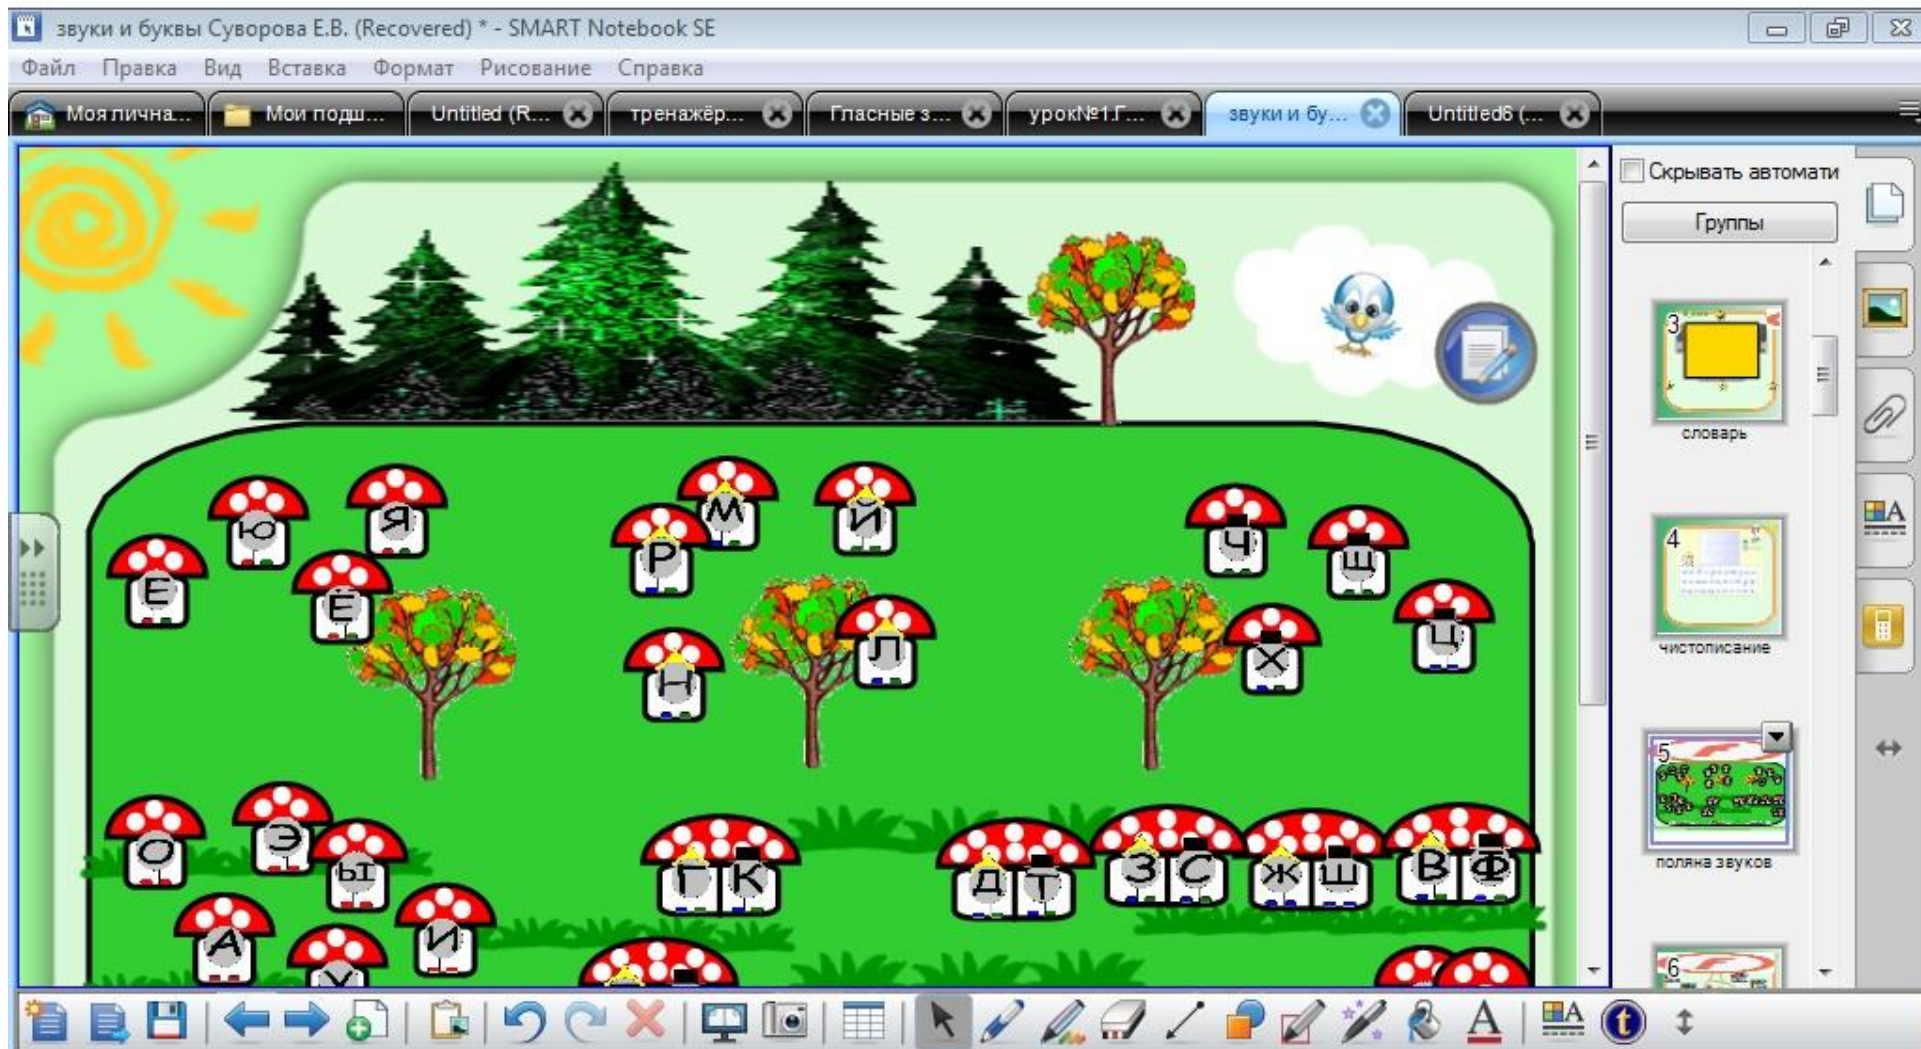 звуки и буквы Суворова Е.В. (Recovered) * - SMART Notebook SE
Файл Правка Вид Вставка Формат Рисование Справка
Моя лична... Мои подш... Untitled (R... тренажёр... Гласные з... урок№1.Г... звуки и бу... Untitled6 (...
Скрывать автомати
Группы
3
словарь
4
чистописание
5
поляна звуков
6
Ю Я М Й Ч Щ
Е Ё Р Л Х Ц
Н
О Э Ы Г К Д Т З С Ж Ш В Ф
А У И